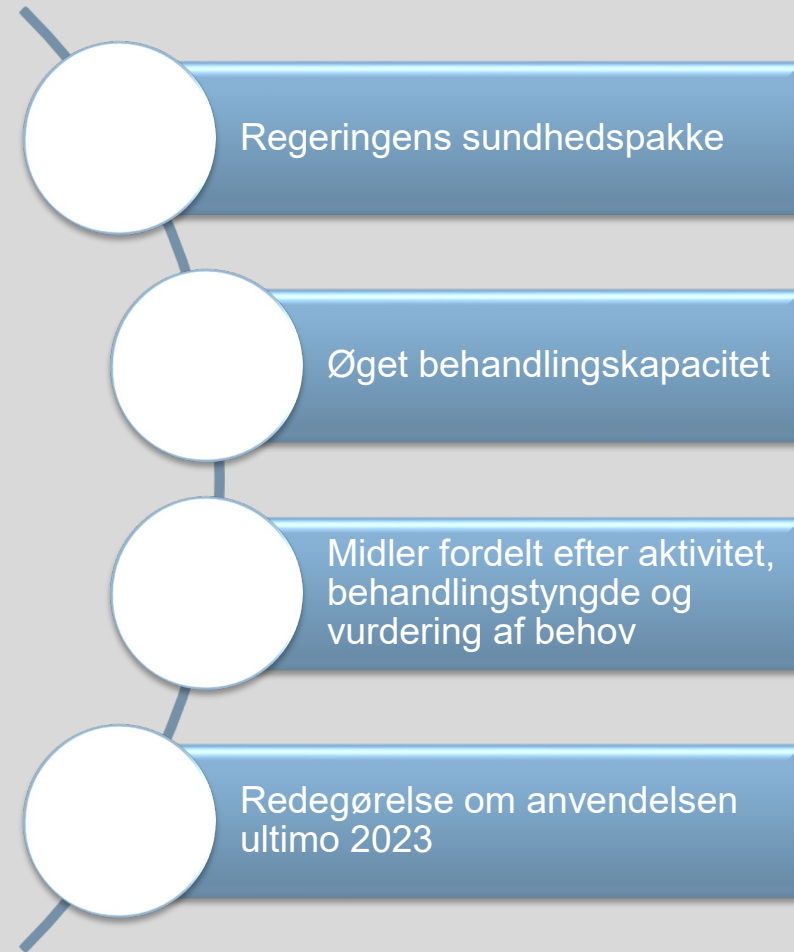 Regeringens sundhedspakke
Øget behandlingskapacitet
Midler fordelt efter aktivitet,
behandlingstyngde og
vurdering af behov
Redegørelse om anvendelsen
ultimo 2023